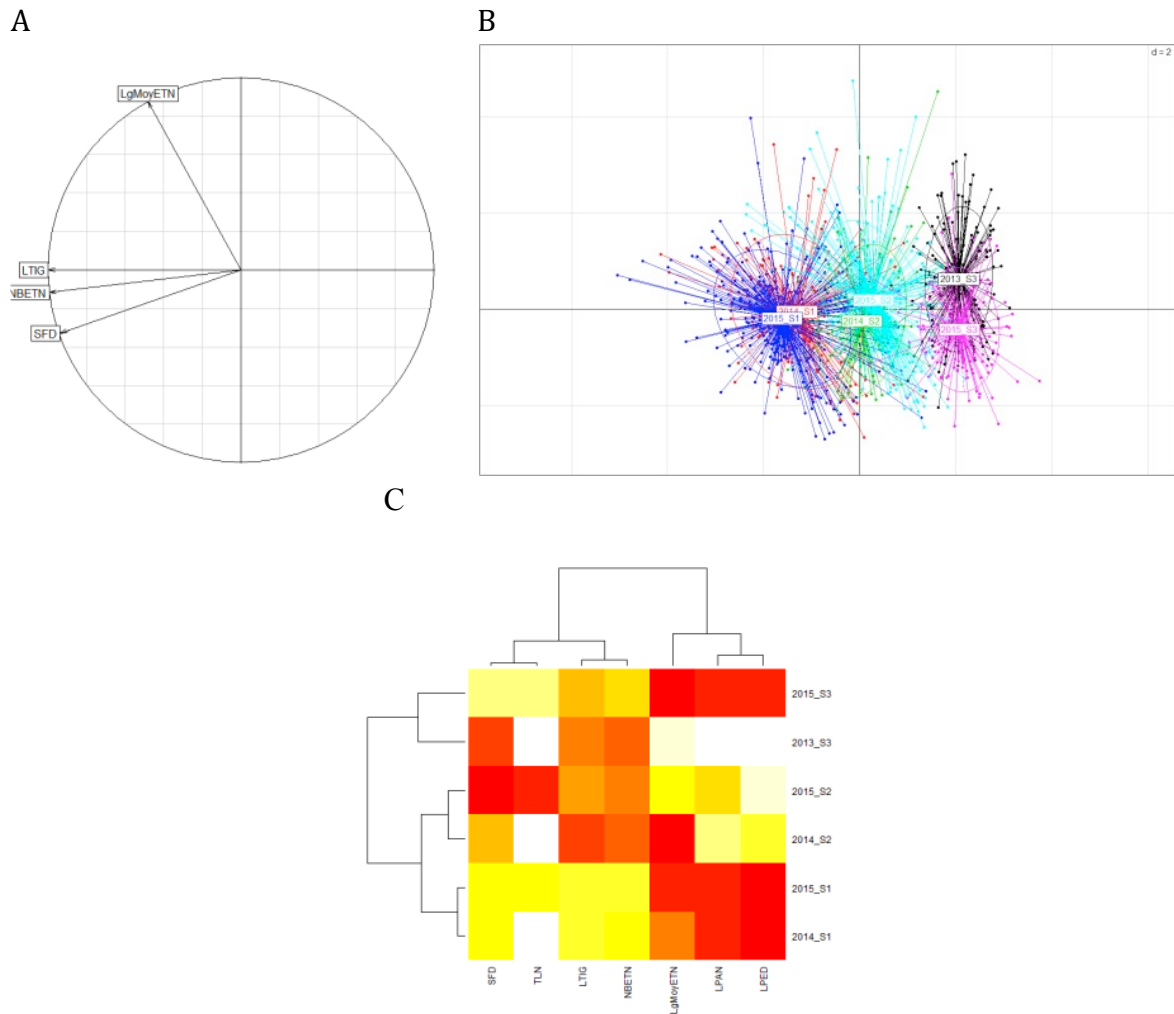 A
B
LgMoyETN
LTIG
NBETN
SFD
d = 2
2013_S3
2015_S1
2014_S2
2015_S3
C
2015_S3
2013_S3
2015_S2
2014_S2
2015_S1
2014_S1
SFD
TLN
LTIG
NBETN
LgMoyETN
LPAN
LPED